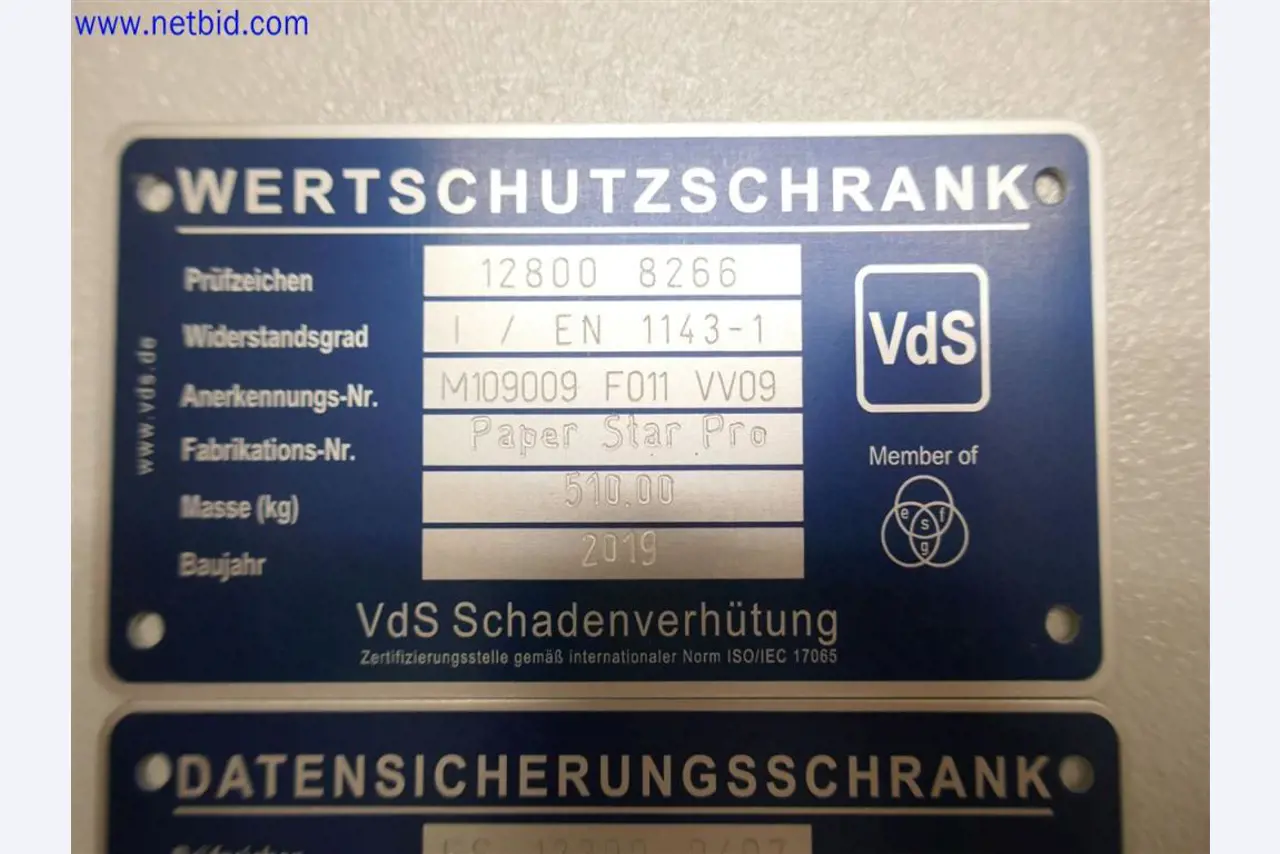 www.netbid.com
WERTSCHUTZSCHRANK
Prüfzeichen 12800 8266
Widerstandsgrad I / EN 1143-1
Anerkennungs-Nr. M109009 F011 VV09
Fabrikations-Nr. Paper Star Pro
Masse (kg) 510.00
Baujahr 2019
www.vds.de
VdS
Member of
e s f g
VdS Schadenverhütung
Zertifizierungsstelle gemäß internationaler Norm ISO/IEC 17065
DATENSICHERUNGSSCHRANK